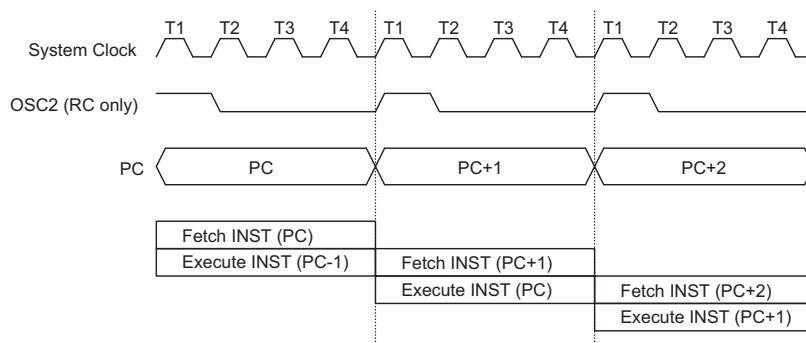 T1 T2 T3 T4 T1 T2 T3 T4 T1 T2 T3 T4
System Clock
OSC2 (RC only)
PC PC PC+1 PC+2
Fetch INST (PC)
Execute INST (PC-1) Fetch INST (PC+1)
Execute INST (PC) Fetch INST (PC+2)
Execute INST (PC+1)